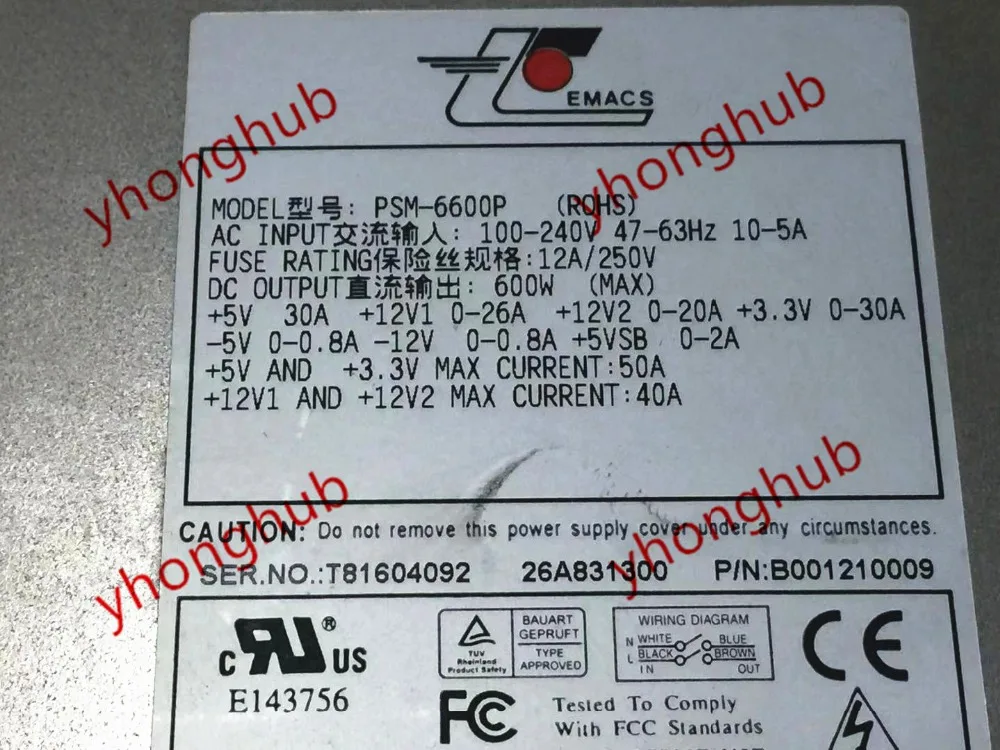 EMACS
MODEL型号: PSM-6600P (ROHS)
AC INPUT交流输入: 100-240V 47-63Hz 10-5A
FUSE RATING保险丝规格:12A/250V
DC OUTPUT直流输出: 600W (MAX)
+5V 30A +12V1 0-26A +12V2 0-20A +3.3V 0-30A
-5V 0-0.8A -12V 0-0.8A +5VSB 0-2A
+5V AND +3.3V MAX CURRENT:50A
+12V1 AND +12V2 MAX CURRENT:40A
CAUTION: Do not remove this power supply cover under any circumstances.
SER.NO.:T81604092 26A831300 P/N:B001210009
c RU ® US
E143756
TUV
Rheinland
Product Safety
BAUART
GEPRUFT
TYPE
APPROVED
WIRING DIAGRAM
N WHITE BLUE
L BLACK BROWN
IN OUT
CE
FCC
Tested To Comply
With FCC Standards
yhonghub
yhonghub
yhonghub
yhonghub